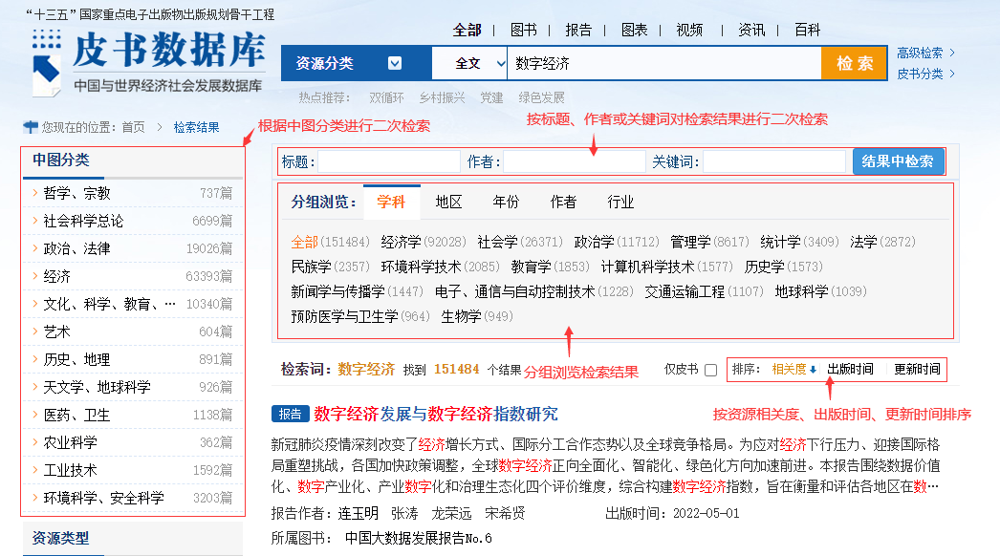 “十三五”国家重点电子出版物出版规划骨干工程
皮书数据库
中国与世界经济社会发展数据库
全部 | 图书 | 报告 | 图表 | 视频 | 资讯 | 百科
资源分类 全文 数字经济 检 索
高级检索 >
皮书分类 >
热点推荐： 双循环 乡村振兴 党建 绿色发展
您现在的位置：首页 > 检索结果
根据中图分类进行二次检索
按标题、作者或关键词对检索结果进行二次检索
中图分类
> 哲学、宗教 737篇
> 社会科学总论 6699篇
> 政治、法律 19026篇
> 经济 63393篇
> 文化、科学、教育、… 10340篇
> 艺术 604篇
> 历史、地理 891篇
> 天文学、地球科学 926篇
> 医药、卫生 1138篇
> 农业科学 362篇
> 工业技术 1592篇
> 环境科学、安全科学 3203篇
资源类型
标题： 作者： 关键词： 结果中检索
分组浏览： 学科 地区 年份 作者 行业
全部(151484) 经济学(92028) 社会学(26371) 政治学(11712) 管理学(8617) 统计学(3409) 法学(2872)
民族学(2357) 环境科学技术(2085) 教育学(1853) 计算机科学技术(1577) 历史学(1573)
新闻学与传播学(1447) 电子、通信与自动控制技术(1228) 交通运输工程(1107) 地球科学(1039)
预防医学与卫生学(964) 生物学(949)
检索词：数字经济 找到 151484 个结果 分组浏览检索结果 仅皮书 排序： 相关度 出版时间 更新时间
按资源相关度、出版时间、更新时间排序
报告 数字经济发展与数字经济指数研究
新冠肺炎疫情深刻改变了经济增长方式、国际分工合作态势以及全球竞争格局。为应对经济下行压力、迎接国际格
局重塑挑战，各国加快政策调整，全球数字经济正向全面化、智能化、绿色化方向加速前进。本报告围绕数据价值
化、数字产业化、产业数字化和治理生态化四个评价维度，综合构建数字经济指数，旨在衡量和评估各地区在数…
报告作者：连玉明 张涛 龙荣远 宋希贤 出版时间：2022-05-01
所属图书： 中国大数据发展报告No.6